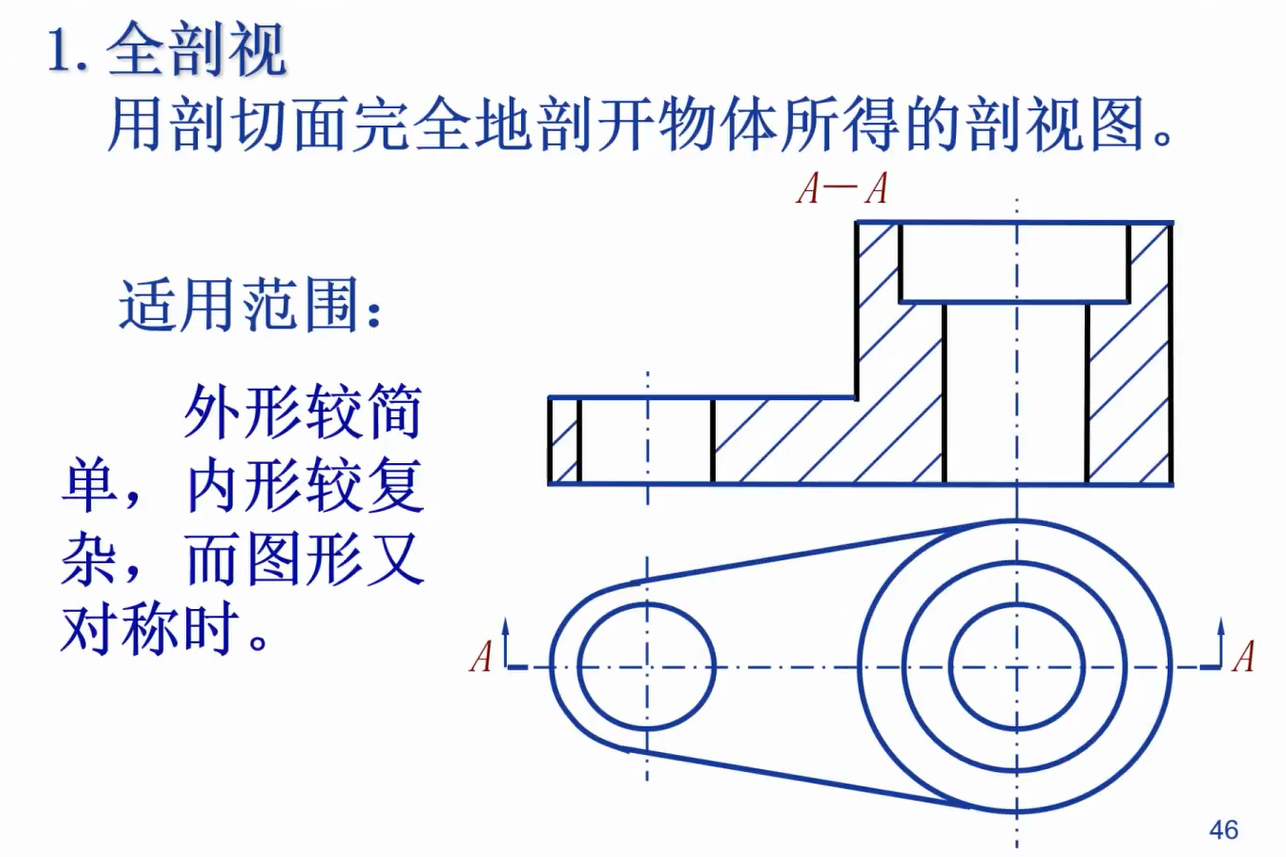 1. 全剖视
用剖切面完全地剖开物体所得的剖视图。
A—A
适用范围：
外形较简
单，内形较复
杂，而图形又
对称时。
A
A
46